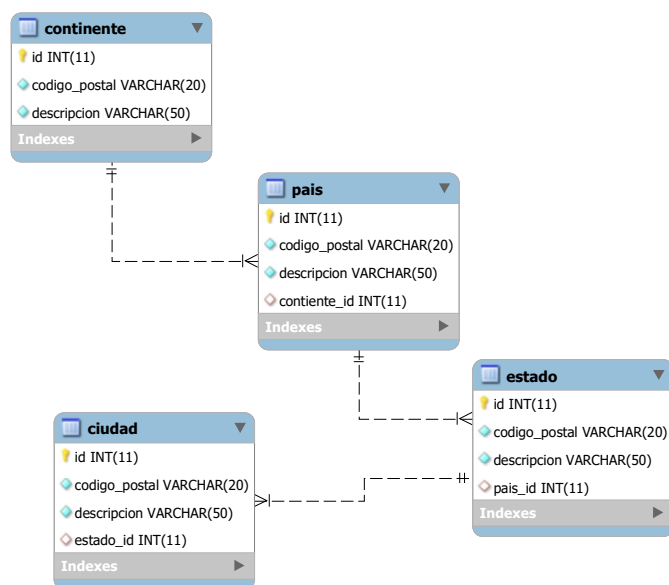 continente
id INT(11)
codigo_postal VARCHAR(20)
descripcion VARCHAR(50)
Indexes
pais
id INT(11)
codigo_postal VARCHAR(20)
descripcion VARCHAR(50)
contiente_id INT(11)
Indexes
estado
id INT(11)
codigo_postal VARCHAR(20)
descripcion VARCHAR(50)
pais_id INT(11)
Indexes
ciudad
id INT(11)
codigo_postal VARCHAR(20)
descripcion VARCHAR(50)
estado_id INT(11)
Indexes